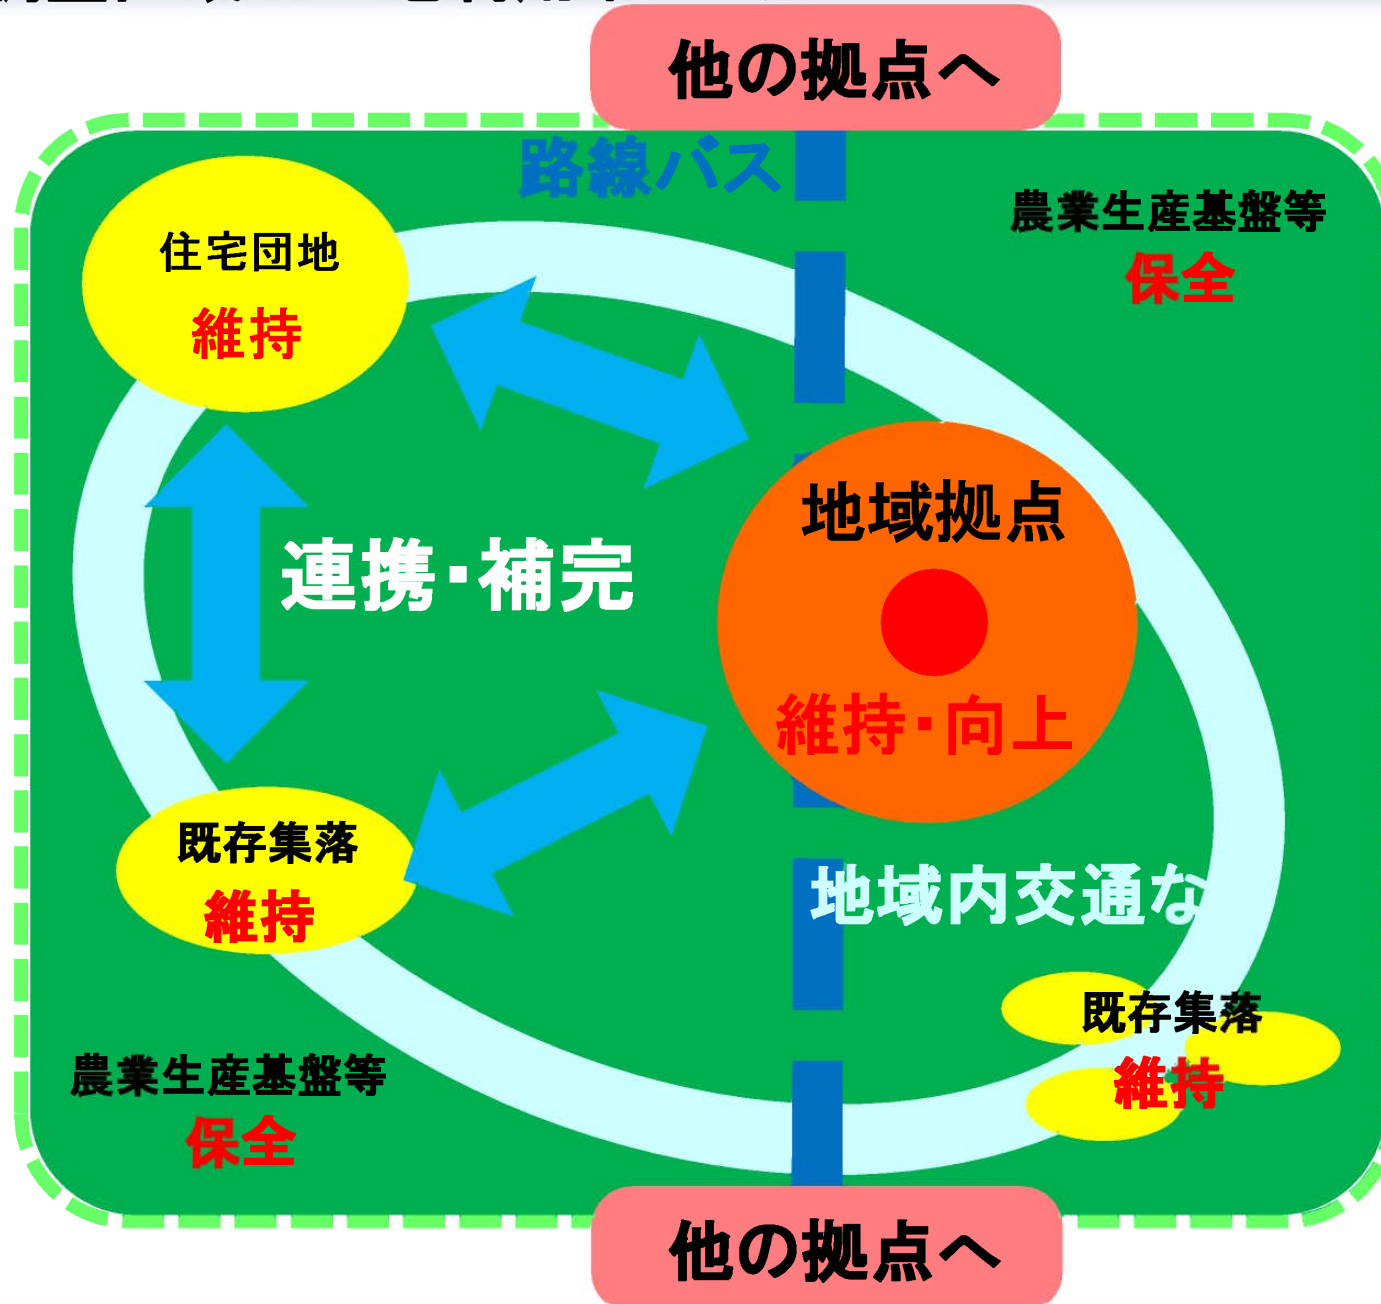 他の拠点へ
路線バス
農業生産基盤等
保全
住宅団地
維持
地域拠点
連携・補完
維持・向上
既存集落
維持
地域内交通な
既存集落
維持
農業生産基盤等
保全
他の拠点へ